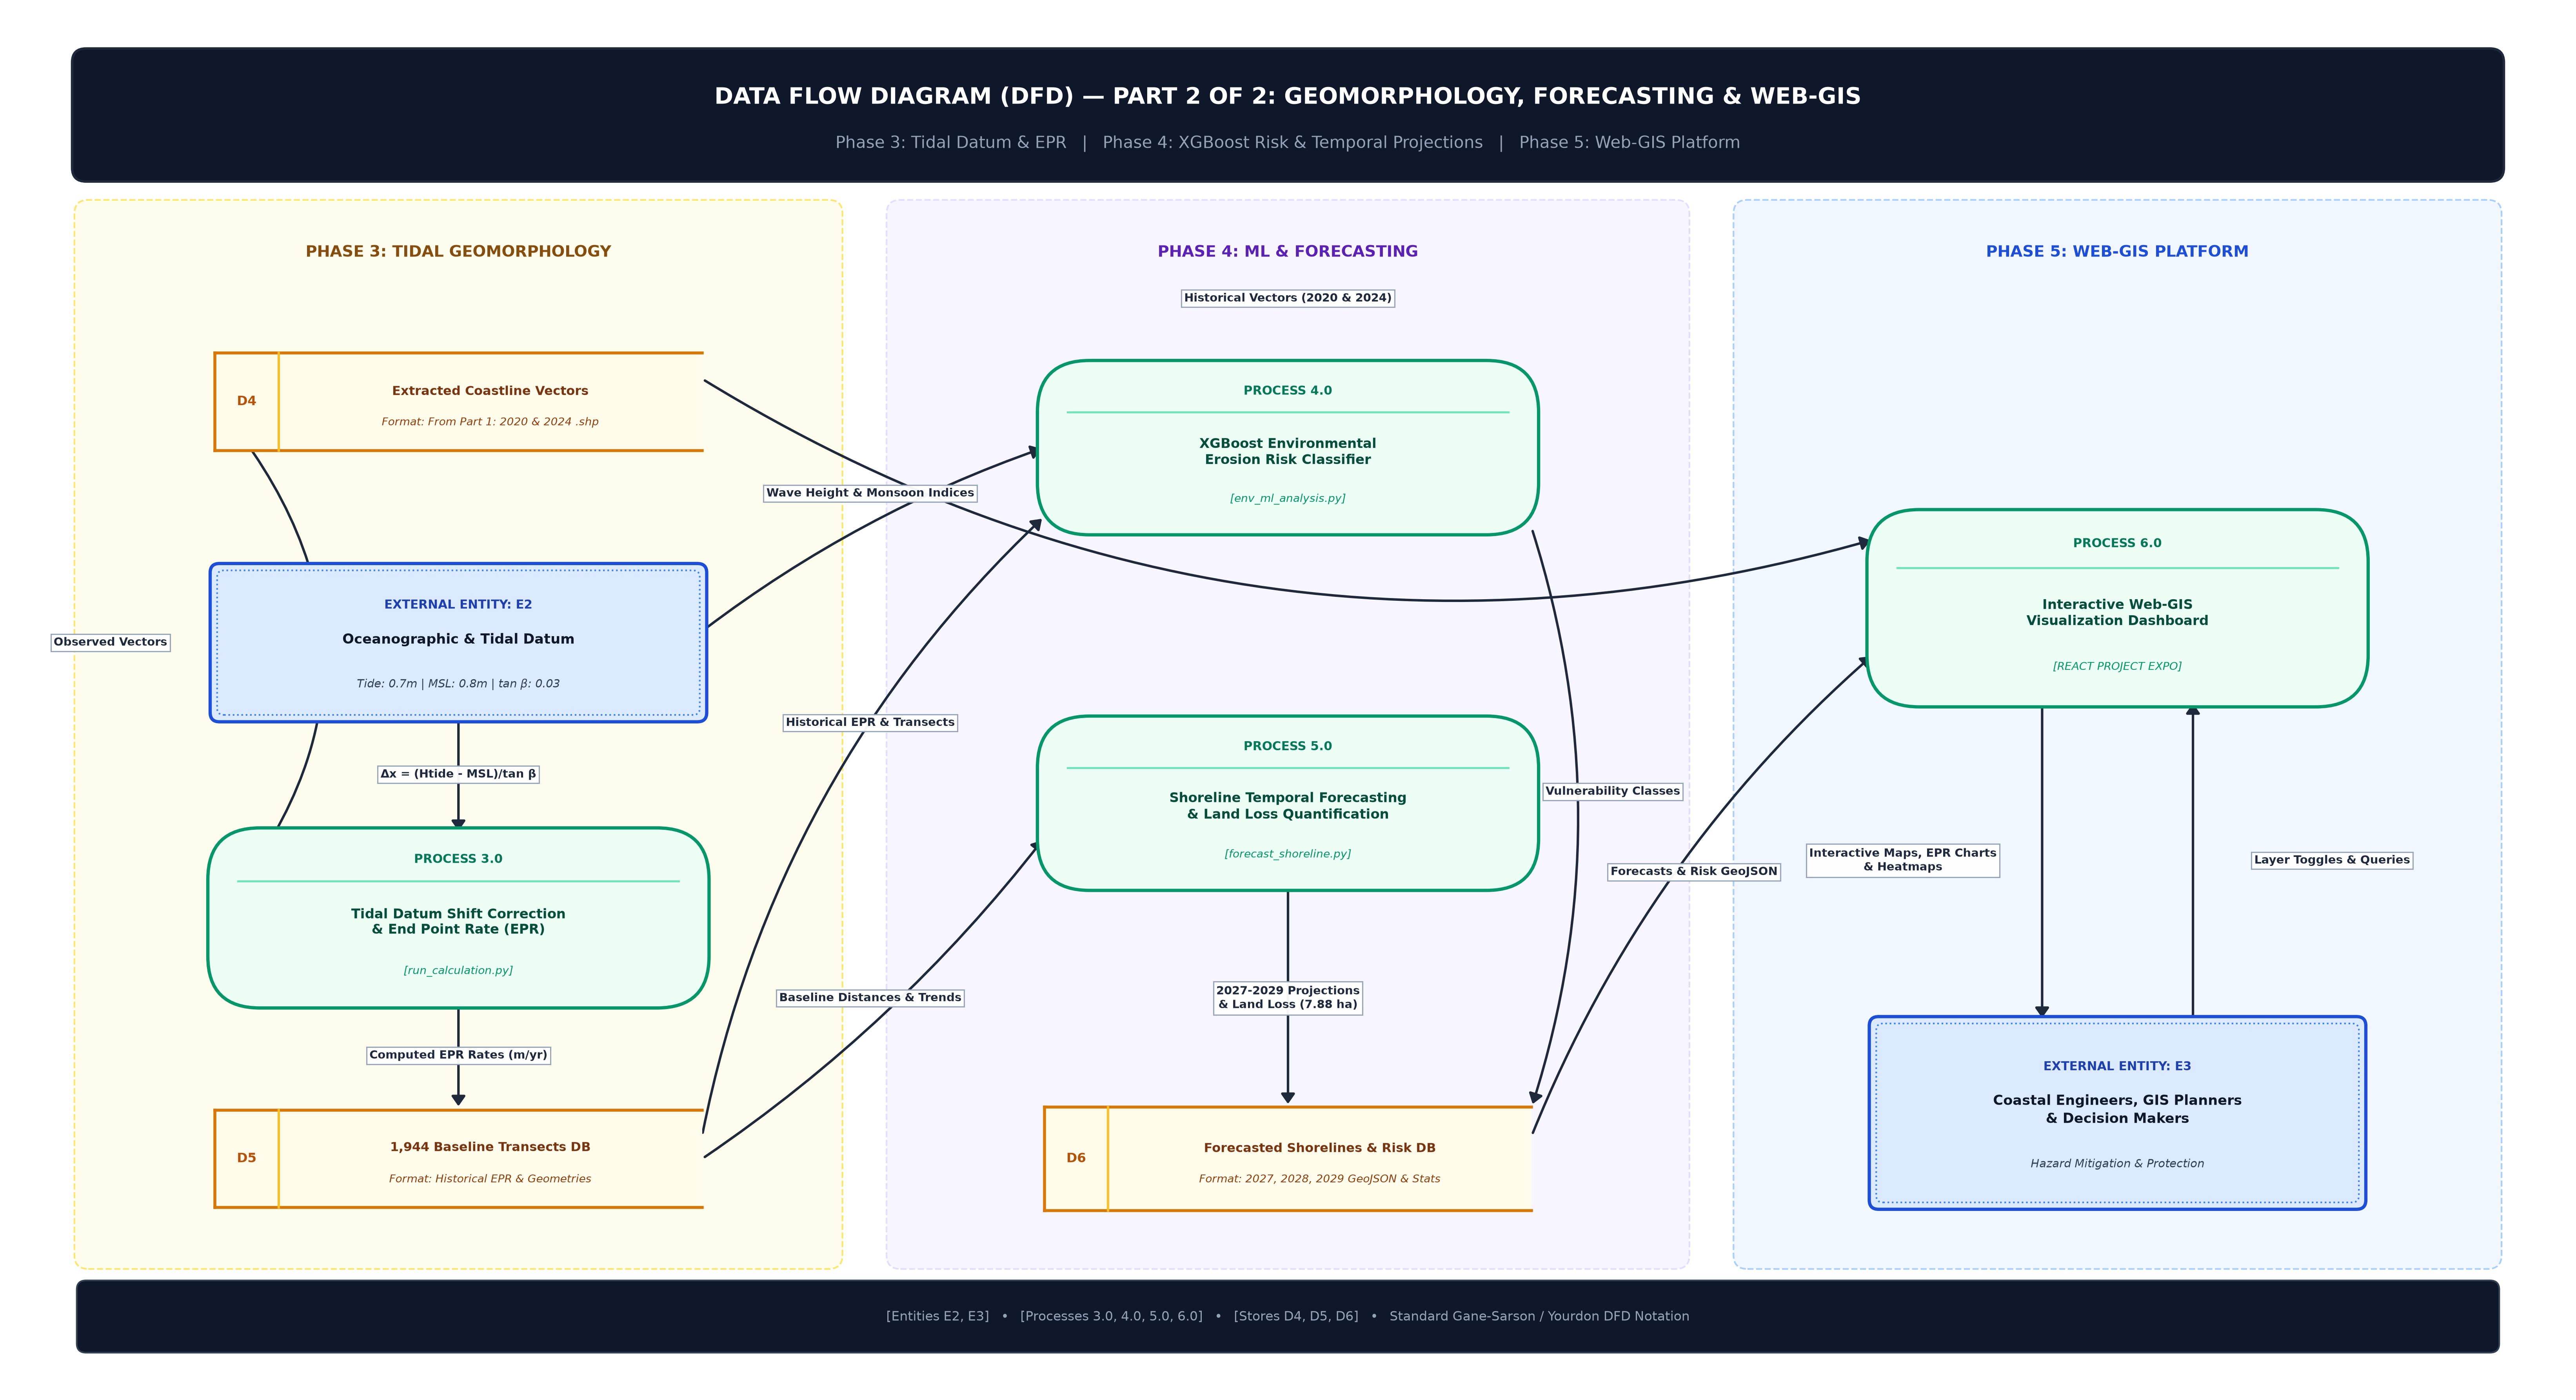 DATA FLOW DIAGRAM (DFD) — PART 2 OF 2: GEOMORPHOLOGY, FORECASTING & WEB-GIS
Phase 3: Tidal Datum & EPR | Phase 4: XGBoost Risk & Temporal Projections | Phase 5: Web-GIS Platform
PHASE 3: TIDAL GEOMORPHOLOGY
D4
Extracted Coastline Vectors
Format: From Part 1: 2020 & 2024 .shp
EXTERNAL ENTITY: E2
Oceanographic & Tidal Datum
Tide: 0.7m | MSL: 0.8m | tan β: 0.03
Observed Vectors
Δx = (Htide - MSL)/tan β
PROCESS 3.0
Tidal Datum Shift Correction
& End Point Rate (EPR)
[run_calculation.py]
Computed EPR Rates (m/yr)
D5
1,944 Baseline Transects DB
Format: Historical EPR & Geometries
Wave Height & Monsoon Indices
Historical EPR & Transects
Baseline Distances & Trends
PHASE 4: ML & FORECASTING
Historical Vectors (2020 & 2024)
PROCESS 4.0
XGBoost Environmental
Erosion Risk Classifier
[env_ml_analysis.py]
PROCESS 5.0
Shoreline Temporal Forecasting
& Land Loss Quantification
[forecast_shoreline.py]
Vulnerability Classes
2027-2029 Projections
& Land Loss (7.88 ha)
D6
Forecasted Shorelines & Risk DB
Format: 2027, 2028, 2029 GeoJSON & Stats
Forecasts & Risk GeoJSON
PHASE 5: WEB-GIS PLATFORM
PROCESS 6.0
Interactive Web-GIS
Visualization Dashboard
[REACT PROJECT EXPO]
Interactive Maps, EPR Charts
& Heatmaps
Layer Toggles & Queries
EXTERNAL ENTITY: E3
Coastal Engineers, GIS Planners
& Decision Makers
Hazard Mitigation & Protection
[Entities E2, E3] • [Processes 3.0, 4.0, 5.0, 6.0] • [Stores D4, D5, D6] • Standard Gane-Sarson / Yourdon DFD Notation